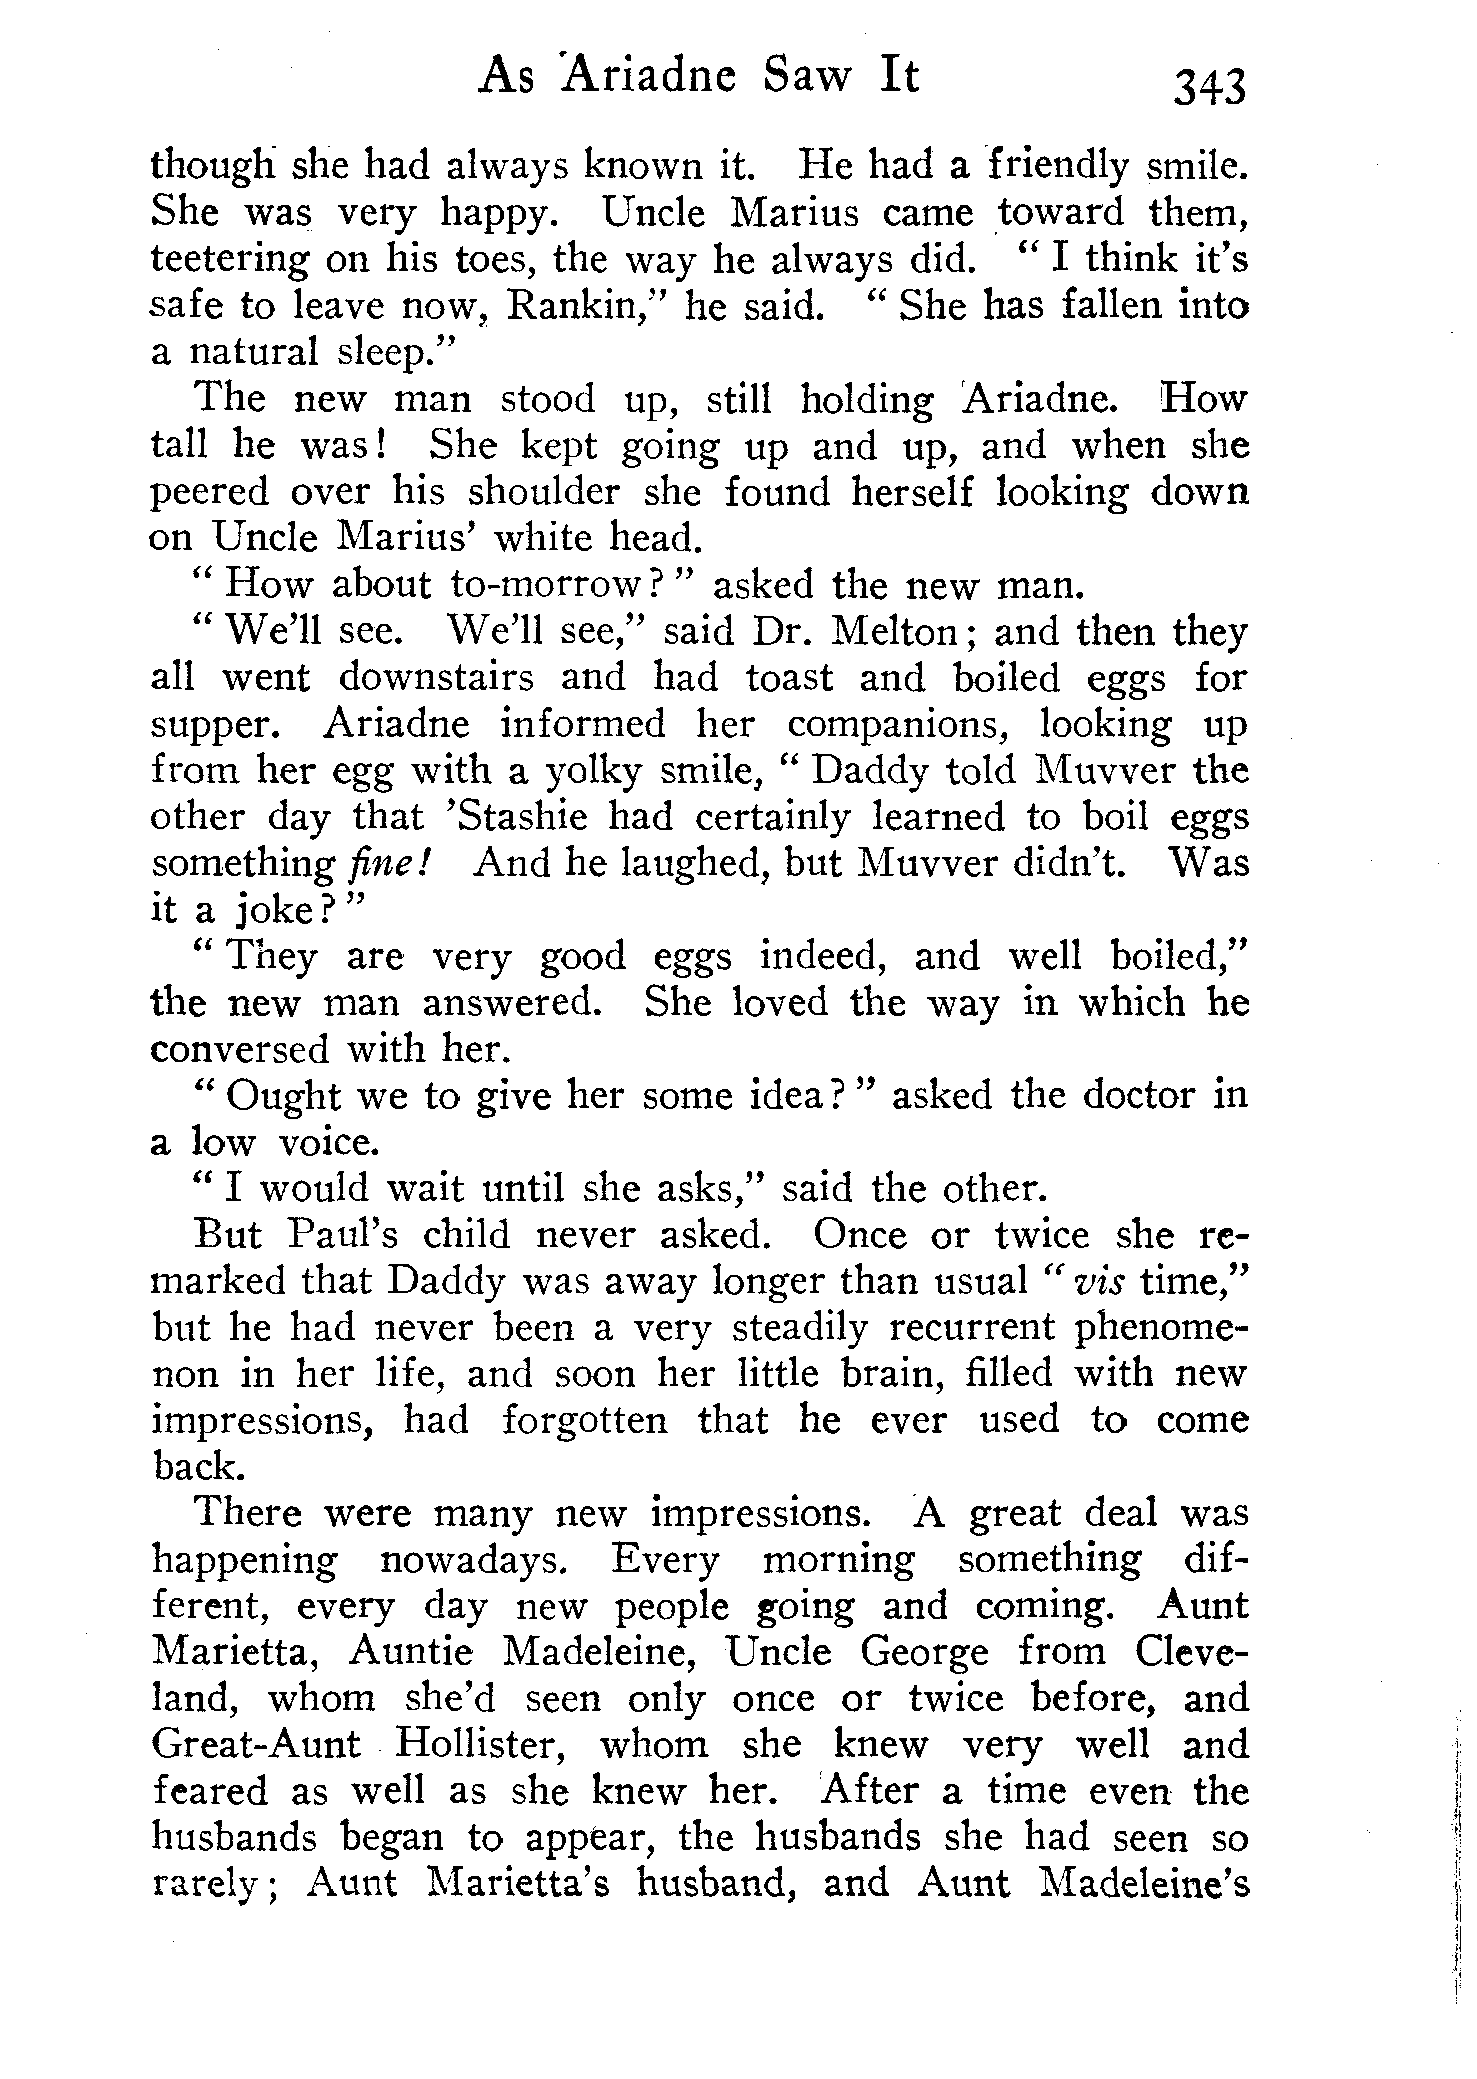 As Ariadne Saw It 343
though she had always known it. He had a friendly smile.
She was very happy. Uncle Marius came toward them,
teetering on his toes, the way he always did. “ I think it’s
safe to leave now, Rankin,” he said. “ She has fallen into
a natural sleep.”
The new man stood up, still holding Ariadne. How
tall he was! She kept going up and up, and when she
peered over his shoulder she found herself looking down
on Uncle Marius’ white head.
“ How about to-morrow? ” asked the new man.
“ We’ll see. We’ll see,” said Dr. Melton; and then they
all went downstairs and had toast and boiled eggs for
supper. Ariadne informed her companions, looking up
from her egg with a yolky smile, “ Daddy told Muvver the
other day that ’Stashie had certainly learned to boil eggs
something fine! And he laughed, but Muvver didn’t. Was
it a joke? ”
“ They are very good eggs indeed, and well boiled,”
the new man answered. She loved the way in which he
conversed with her.
“ Ought we to give her some idea? ” asked the doctor in
a low voice.
“ I would wait until she asks,” said the other.
But Paul’s child never asked. Once or twice she re-
marked that Daddy was away longer than usual “ vis time,”
but he had never been a very steadily recurrent phenome-
non in her life, and soon her little brain, filled with new
impressions, had forgotten that he ever used to come
back.
There were many new impressions. A great deal was
happening nowadays. Every morning something dif-
ferent, every day new people going and coming. Aunt
Marietta, Auntie Madeleine, Uncle George from Cleve-
land, whom she’d seen only once or twice before, and
Great-Aunt Hollister, whom she knew very well and
feared as well as she knew her. After a time even the
husbands began to appear, the husbands she had seen so
rarely; Aunt Marietta’s husband, and Aunt Madeleine’s